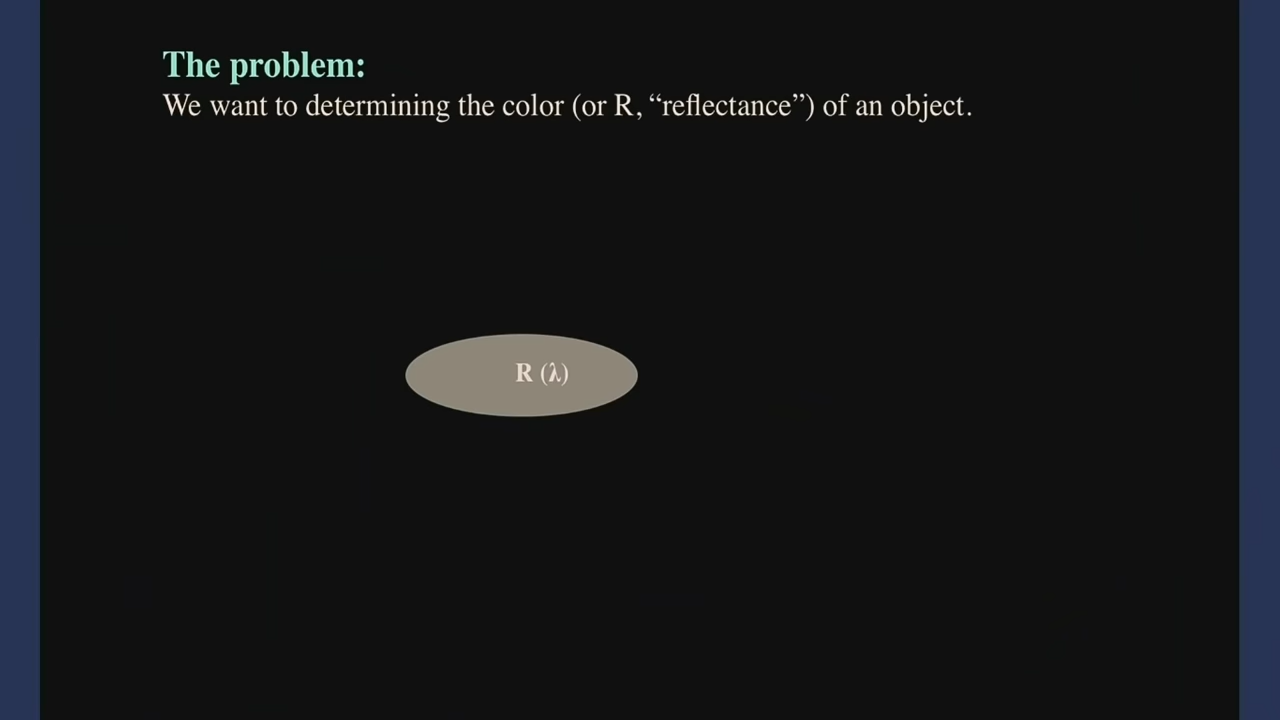 The problem:
We want to determining the color (or R, “reflectance”) of an object.
R (λ)